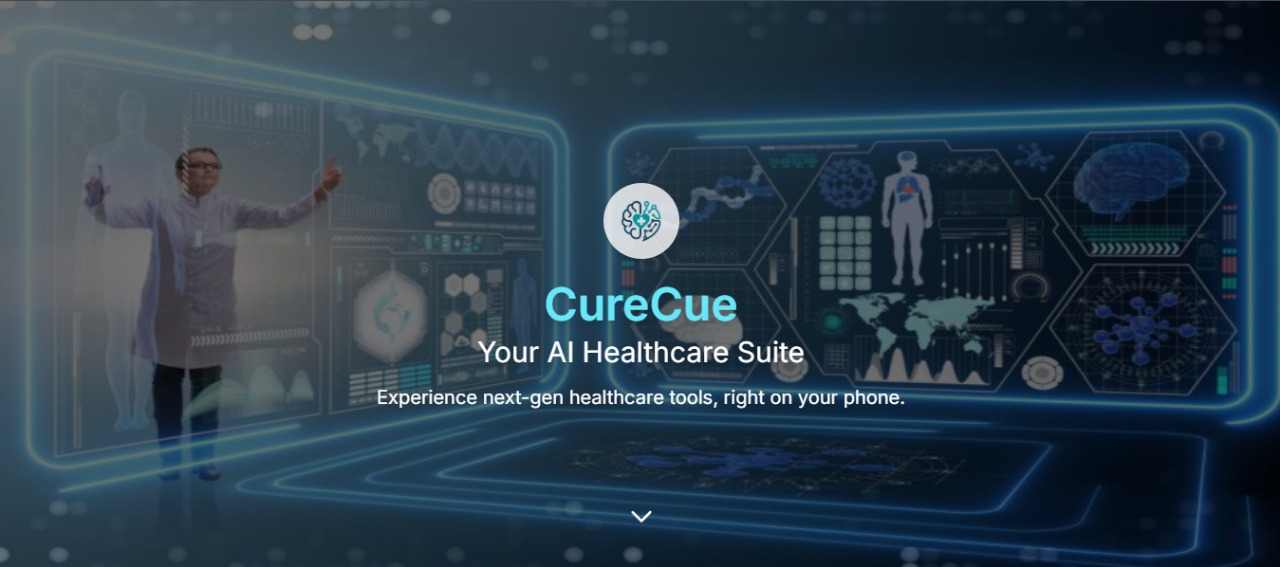 CureCue
Your AI Healthcare Suite
Experience next-gen healthcare tools, right on your phone.